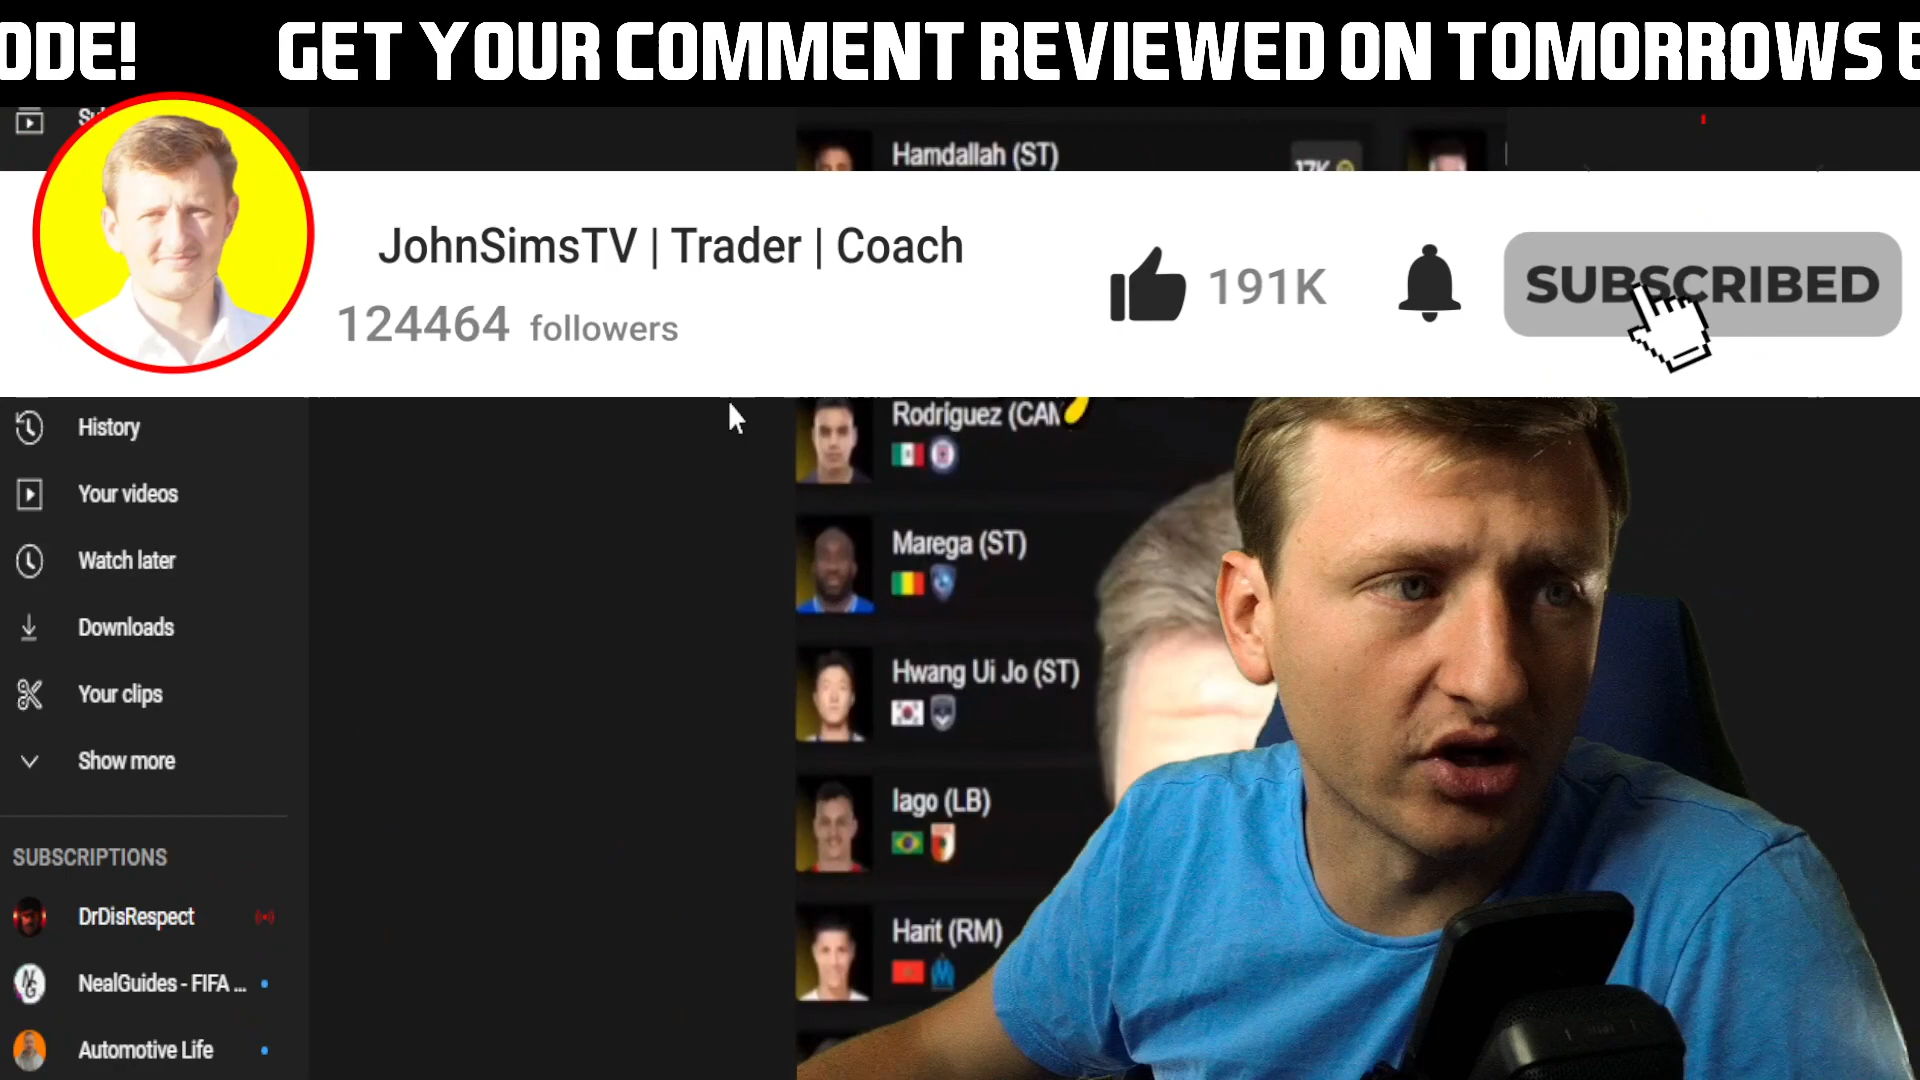 ODE! GET YOUR COMMENT REVIEWED ON TOMORROWS E
Hamdallah (ST)
17K
JohnSimsTV | Trader | Coach
191K
SUBSCRIBED
124464 followers
History
Your videos
Watch later
Downloads
Your clips
Show more
SUBSCRIPTIONS
DrDisRespect
NealGuides - FIFA ...
Automotive Life
Rodríguez (CAM
Marega (ST)
Hwang Ui Jo (ST)
Iago (LB)
Harit (RM)